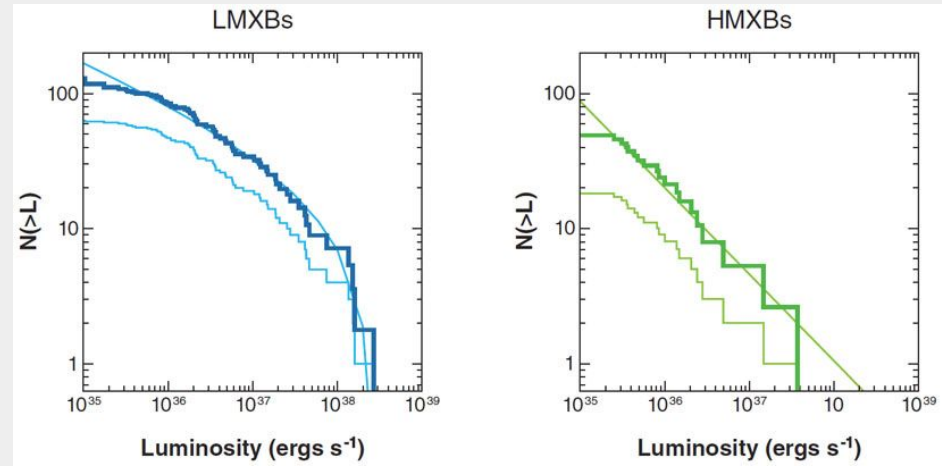 LMXBs
HMXBs
100
10
1
N(>L)
10³⁵ 10³⁶ 10³⁷ 10³⁸ 10³⁹
Luminosity (ergs s⁻¹)
100
10
1
N(>L)
10³⁵ 10³⁶ 10³⁷ 10 10³⁹
Luminosity (ergs s⁻¹)